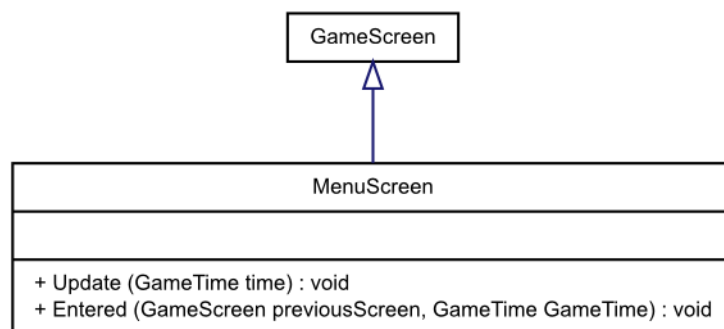 GameScreen
MenuScreen
+ Update (GameTime time) : void
+ Entered (GameScreen previousScreen, GameTime GameTime) : void